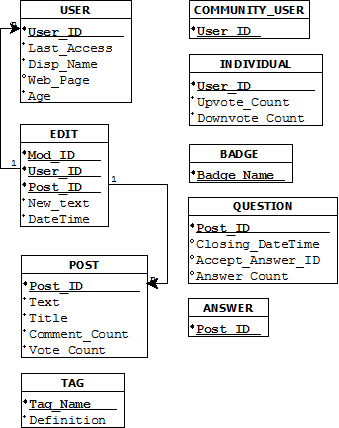 USER
User_ID
Last_Access
Disp_Name
Web_Page
Age
EDIT
Mod_ID
User_ID
Post_ID
New_text
DateTime
1
1
POST
Post_ID
Text
Title
Comment_Count
Vote_Count
TAG
Tag_Name
Definition
COMMUNITY_USER
User_ID
INDIVIDUAL
User_ID
Upvote_Count
Downvote_Count
BADGE
Badge_Name
QUESTION
Post_ID
Closing_DateTime
Accept_Answer_ID
Answer_Count
ANSWER
Post_ID